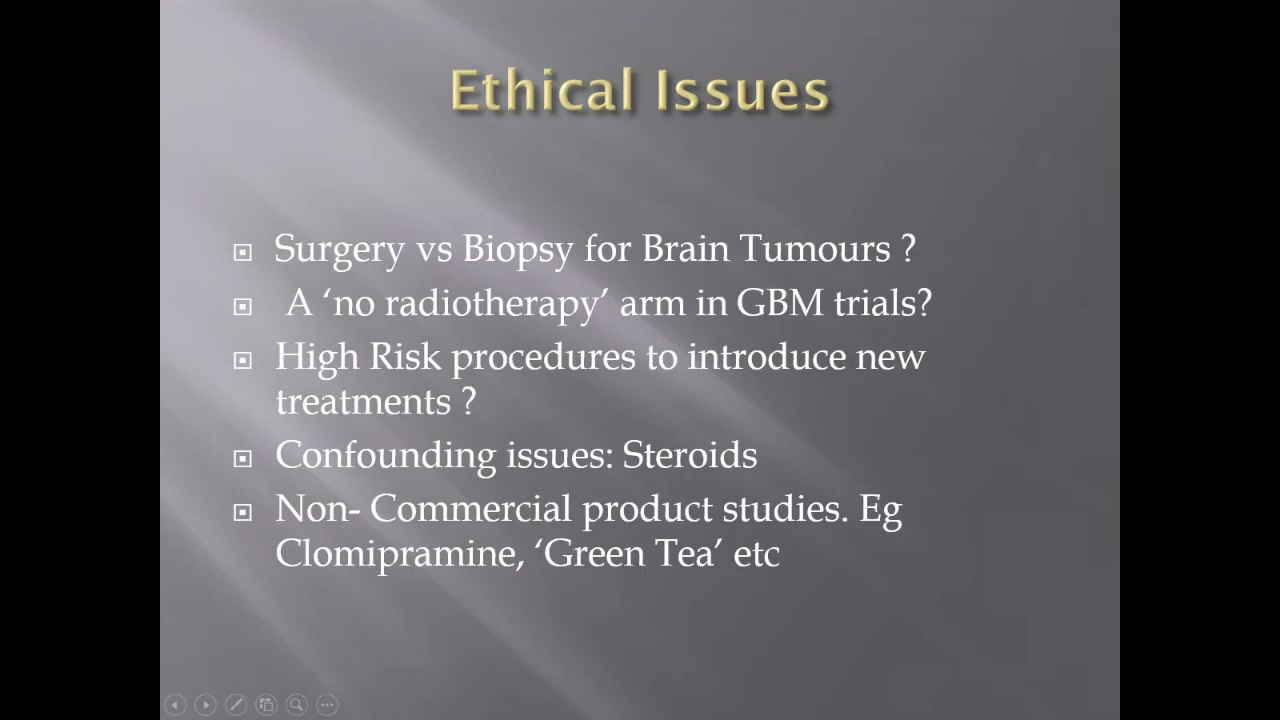 Ethical Issues
Surgery vs Biopsy for Brain Tumours ?
A ‘no radiotherapy’ arm in GBM trials?
High Risk procedures to introduce new
treatments ?
Confounding issues: Steroids
Non- Commercial product studies. Eg
Clomipramine, ‘Green Tea’ etc